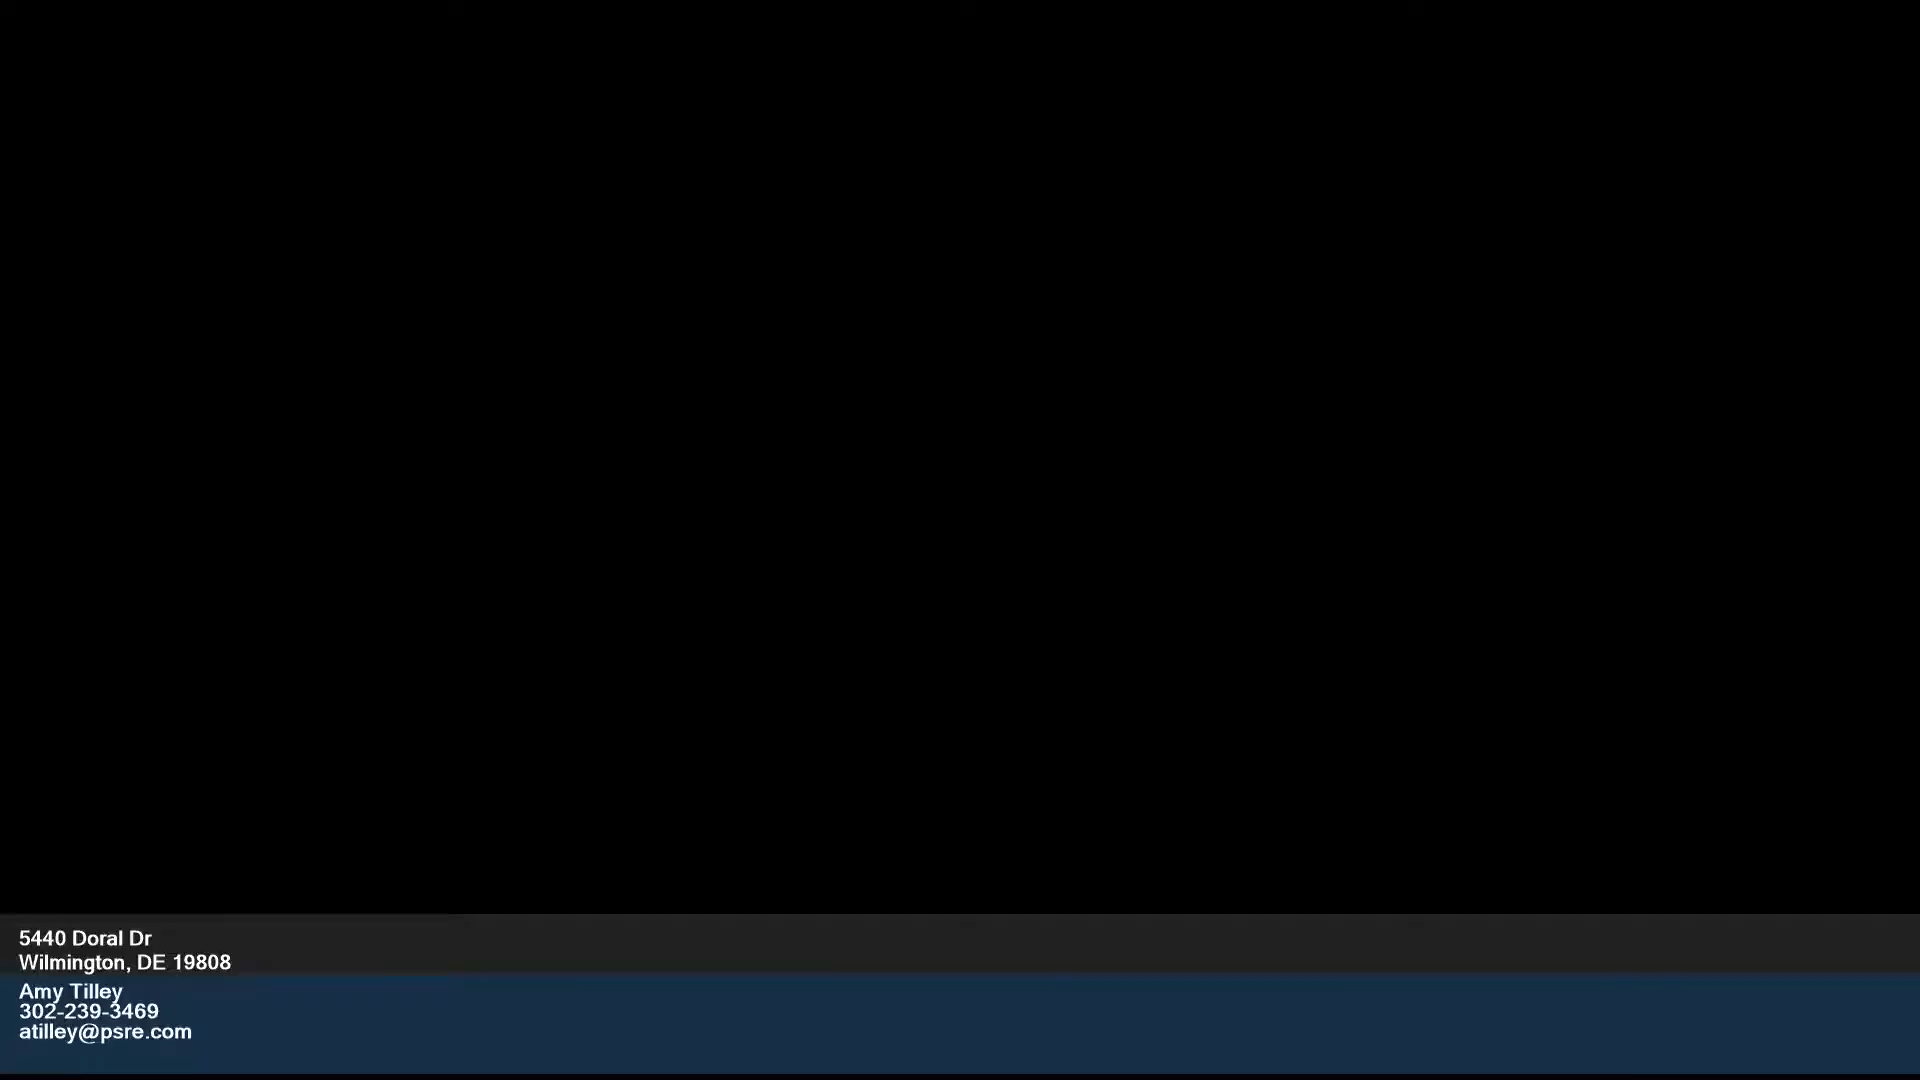 5440 Doral Dr
Wilmington, DE 19808
Amy Tilley
302-239-3469
atilley@psre.com